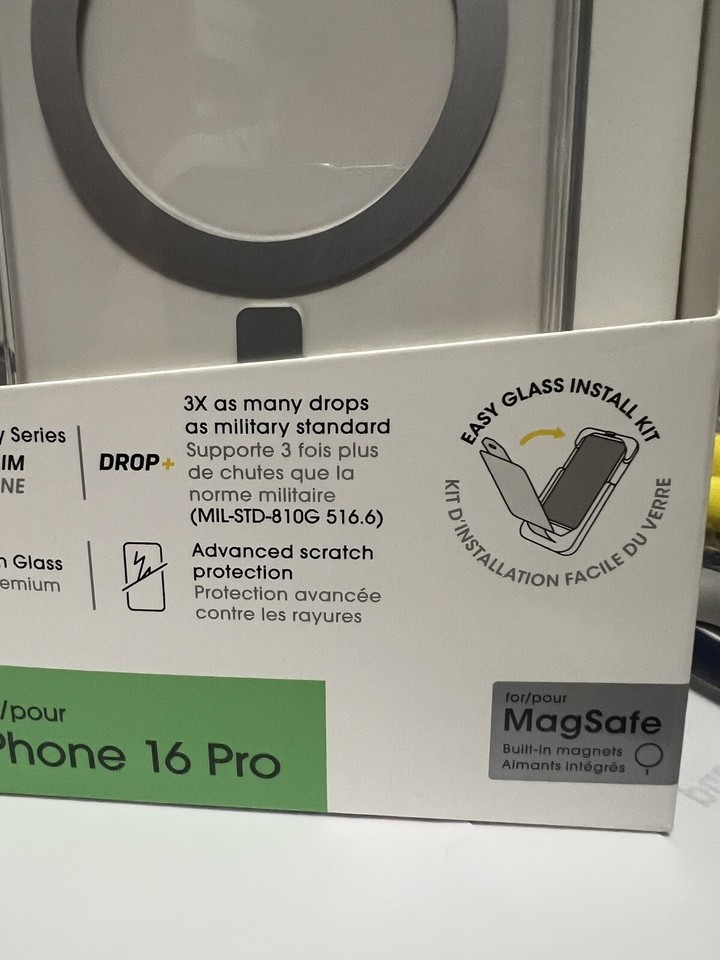 y Series
IM
NE
DROP+
3X as many drops
as military standard
Supporte 3 fois plus
de chutes que la
norme militaire
(MIL-STD-810G 516.6)
n Glass
emium
Advanced scratch
protection
Protection avancée
contre les rayures
EASY GLASS INSTALL KIT
KIT D'INSTALLATION FACILE DU VERRE
/pour
Phone 16 Pro
for/pour
MagSafe
Built-in magnets
Aimants intégrés